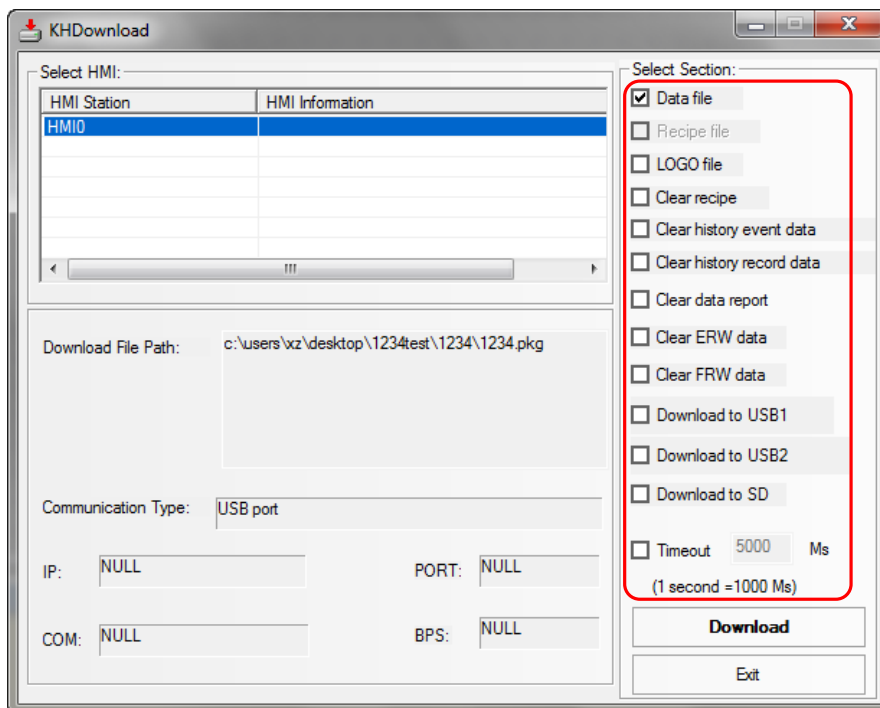 KHDownload
Select HMI:
HMI Station HMI Information
HMI0
Download File Path: c:\users\xz\desktop\1234test\1234\1234.pkg
Communication Type: USB port
IP: NULL PORT: NULL
COM: NULL BPS: NULL
Select Section:
Data file
Recipe file
LOGO file
Clear recipe
Clear history event data
Clear history record data
Clear data report
Clear ERW data
Clear FRW data
Download to USB1
Download to USB2
Download to SD
Timeout 5000 Ms
(1 second =1000 Ms)
Download
Exit